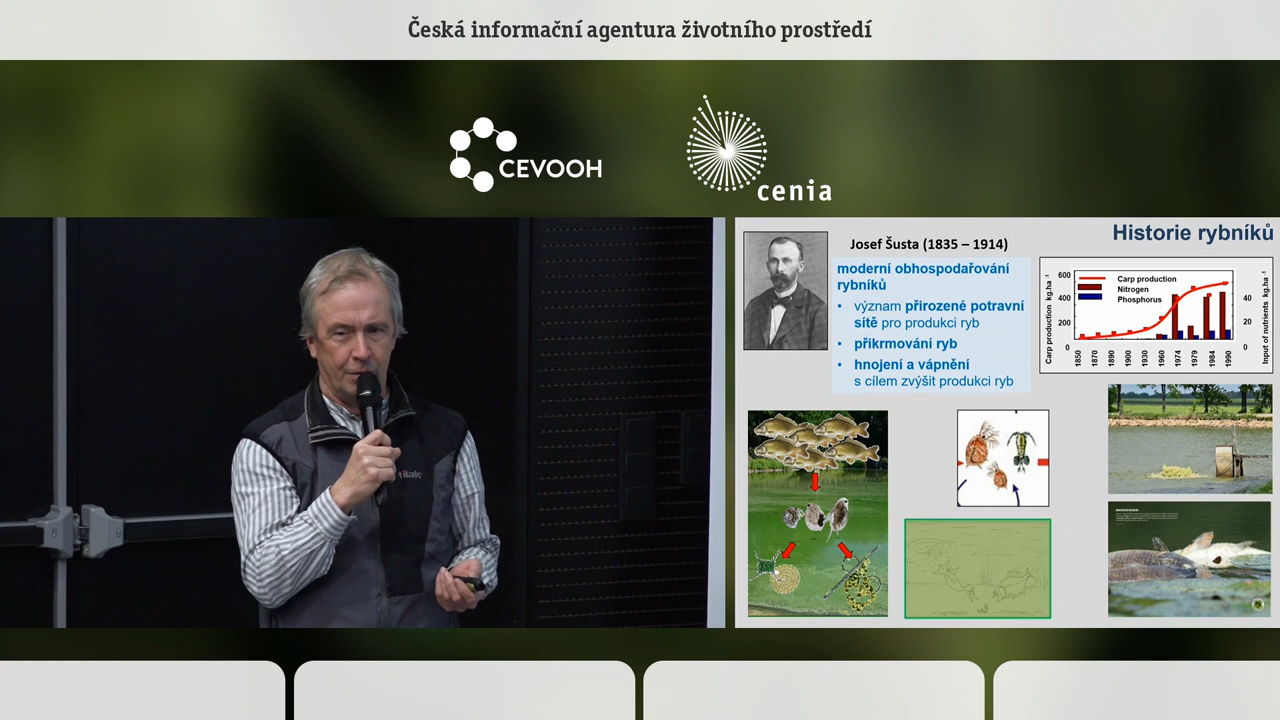 Česká informační agentura životního prostředí
CEVOOH
cenia
Historie rybníků
Josef Šusta (1835 – 1914)
moderní obhospodařování
rybníků
• význam přirozené potravní
sítě pro produkci ryb
• přikrmování ryb
• hnojení a vápnění
s cílem zvýšit produkci ryb
Carp production kg.ha⁻¹
600
400
200
0
Carp production
Nitrogen
Phosphorus
40
20
0
Input of nutrients kg.ha⁻¹
1850
1870
1890
1900
1930
1960
1974
1979
1984
1990